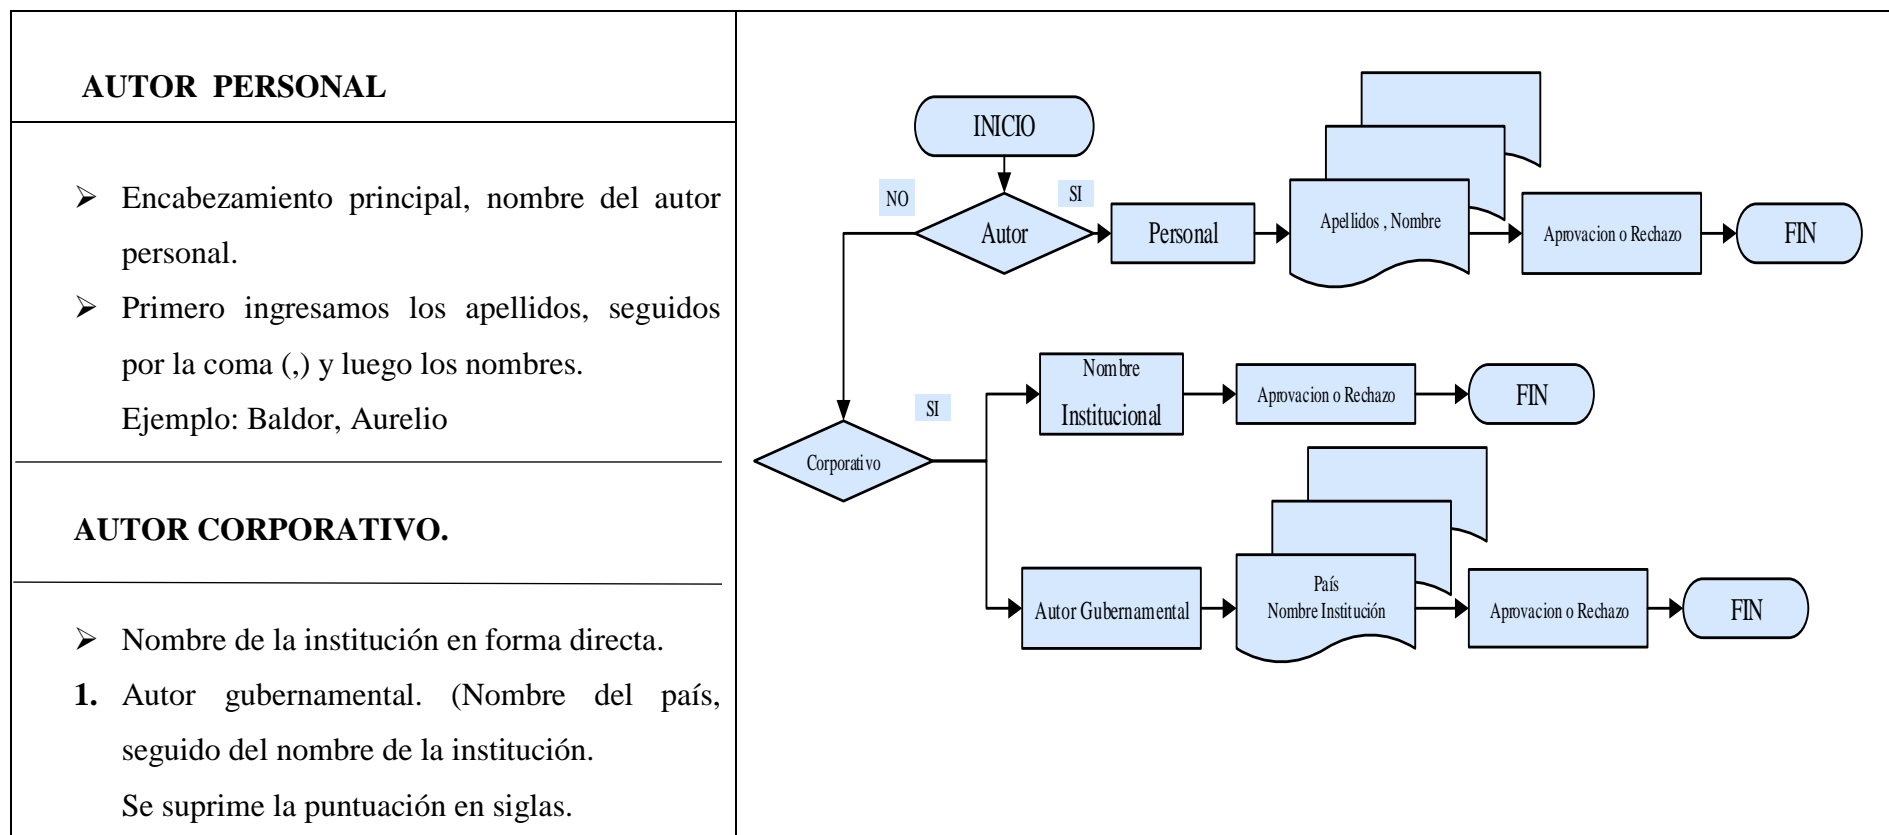 AUTOR PERSONAL
➢ Encabezamiento principal, nombre del autor
personal.
➢ Primero ingresamos los apellidos, seguidos
por la coma (,) y luego los nombres.
Ejemplo: Baldor, Aurelio
AUTOR CORPORATIVO.
➢ Nombre de la institución en forma directa.
1. Autor gubernamental. (Nombre del país,
seguido del nombre de la institución.
Se suprime la puntuación en siglas.
INICIO
NO
SI
Autor
Personal
Apellidos , Nombre
Aprovacion o Rechazo
FIN
Corporativo
SI
Nombre
Institucional
Aprovacion o Rechazo
FIN
Autor Gubernamental
País
Nombre Institución
Aprovacion o Rechazo
FIN